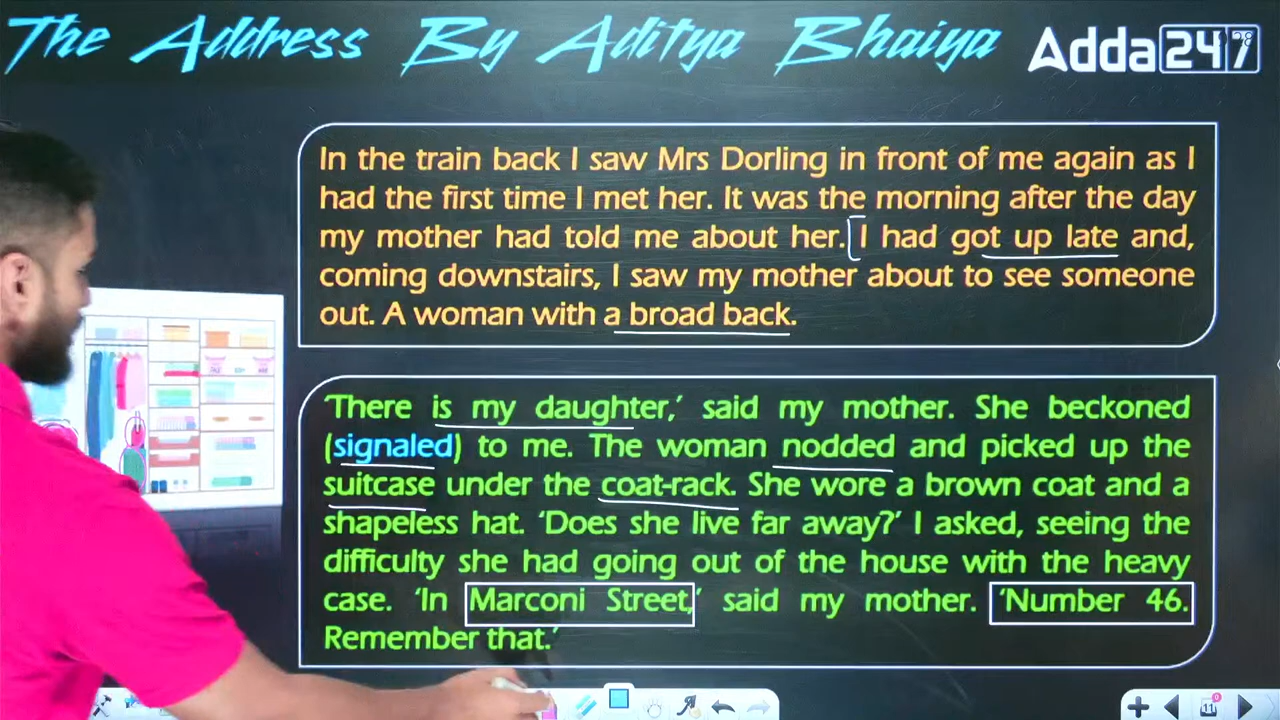 The Address By Aditya Bhaiya
Adda247
In the train back I saw Mrs Dorling in front of me again as I
had the first time I met her. It was the morning after the day
my mother had told me about her. I had got up late and,
coming downstairs, I saw my mother about to see someone
out. A woman with a broad back.
‘There is my daughter,’ said my mother. She beckoned
(signaled) to me. The woman nodded and picked up the
suitcase under the coat-rack. She wore a brown coat and a
shapeless hat. ‘Does she live far away?’ I asked, seeing the
difficulty she had going out of the house with the heavy
case. ‘In Marconi Street,’ said my mother. ‘Number 46.
Remember that.’
11